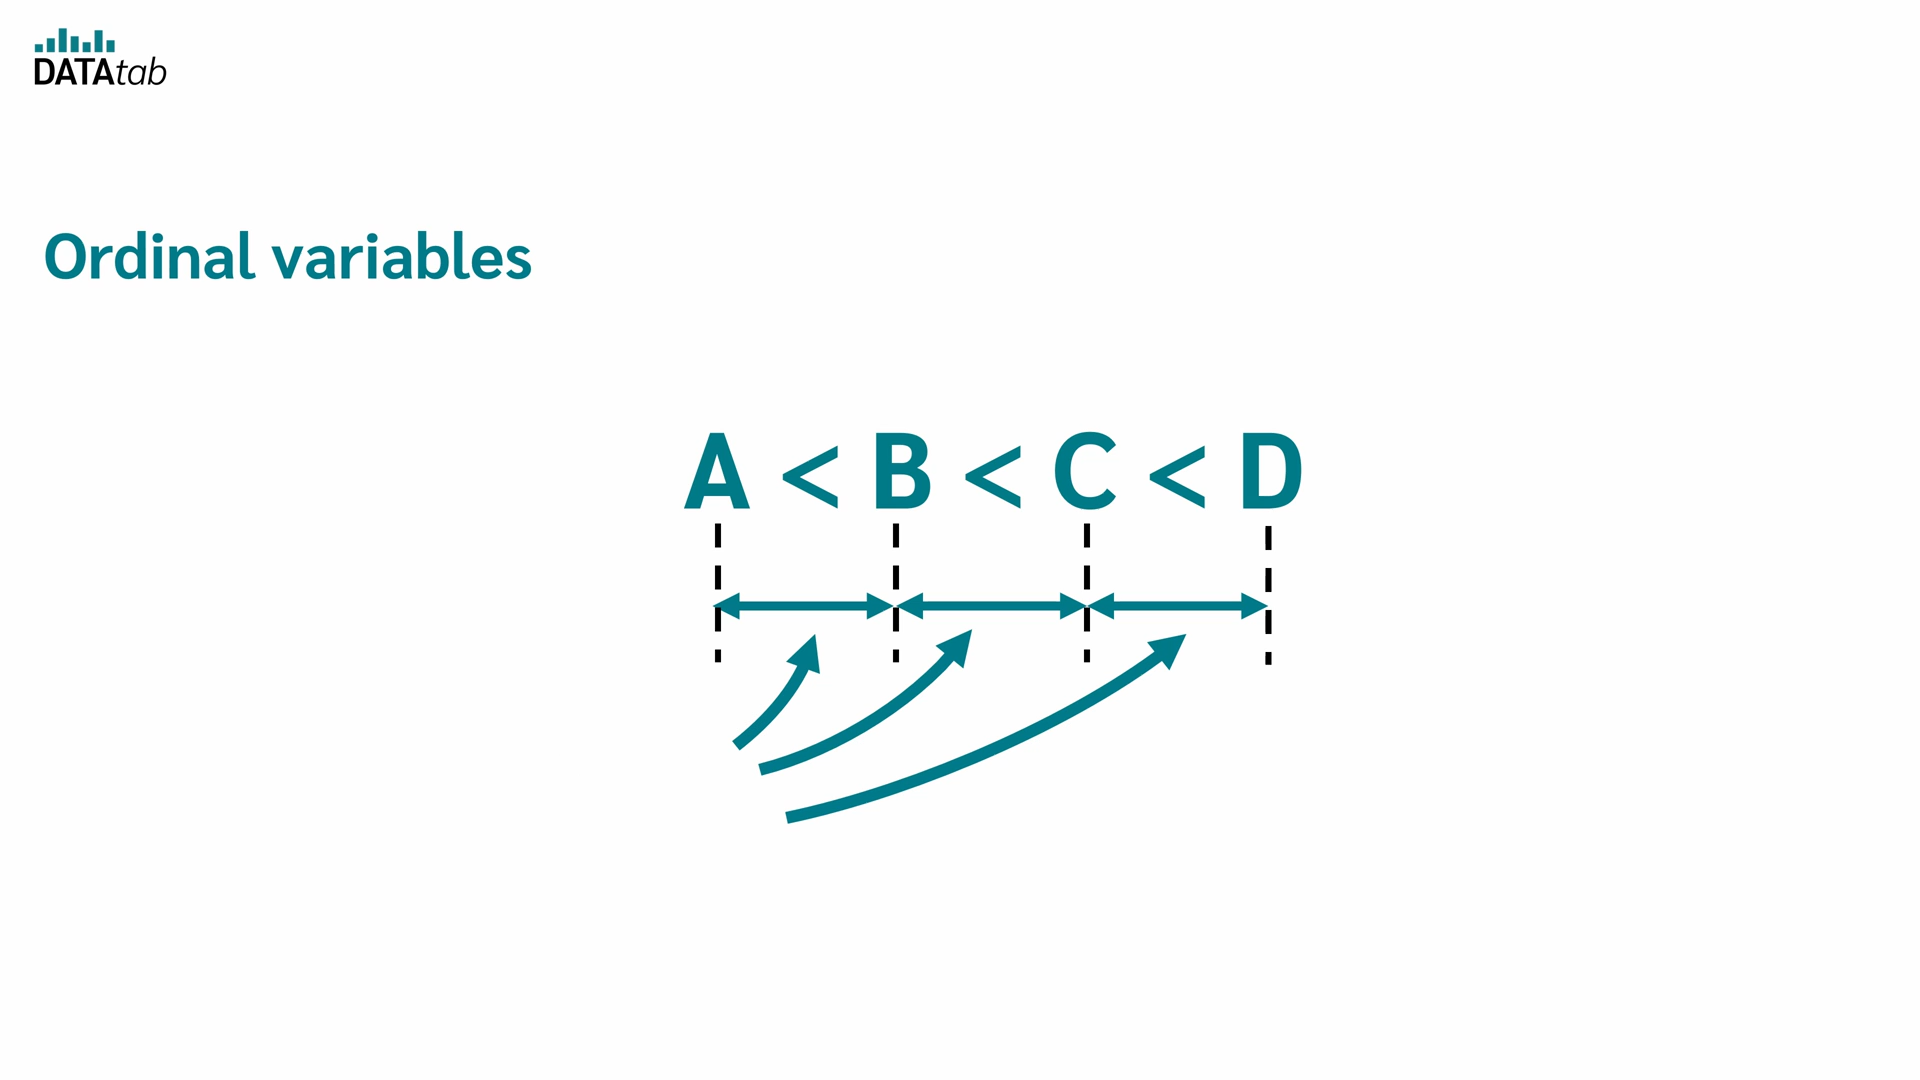 DATAtab
Ordinal variables
A < B < C < D